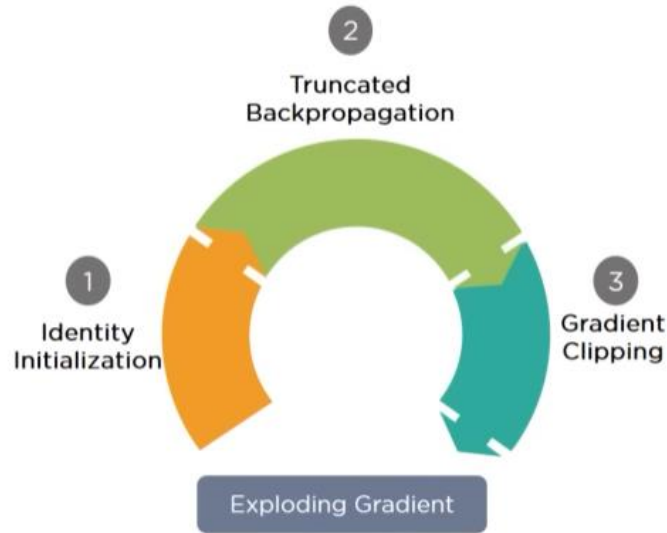 2
Truncated
Backpropagation
1
Identity
Initialization
3
Gradient
Clipping
Exploding Gradient